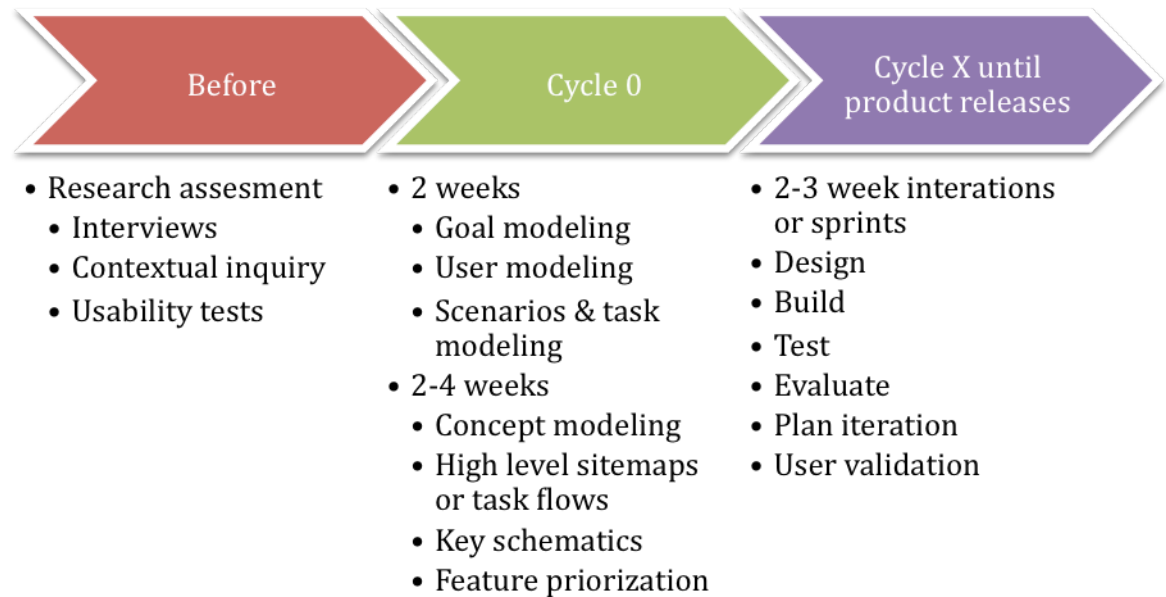 Before
Cycle 0
Cycle X until
product releases
• Research assesment
• Interviews
• Contextual inquiry
• Usability tests
• 2 weeks
• Goal modeling
• User modeling
• Scenarios & task
modeling
• 2-4 weeks
• Concept modeling
• High level sitemaps
or task flows
• Key schematics
• Feature priorization
• 2-3 week interations
or sprints
• Design
• Build
• Test
• Evaluate
• Plan iteration
• User validation